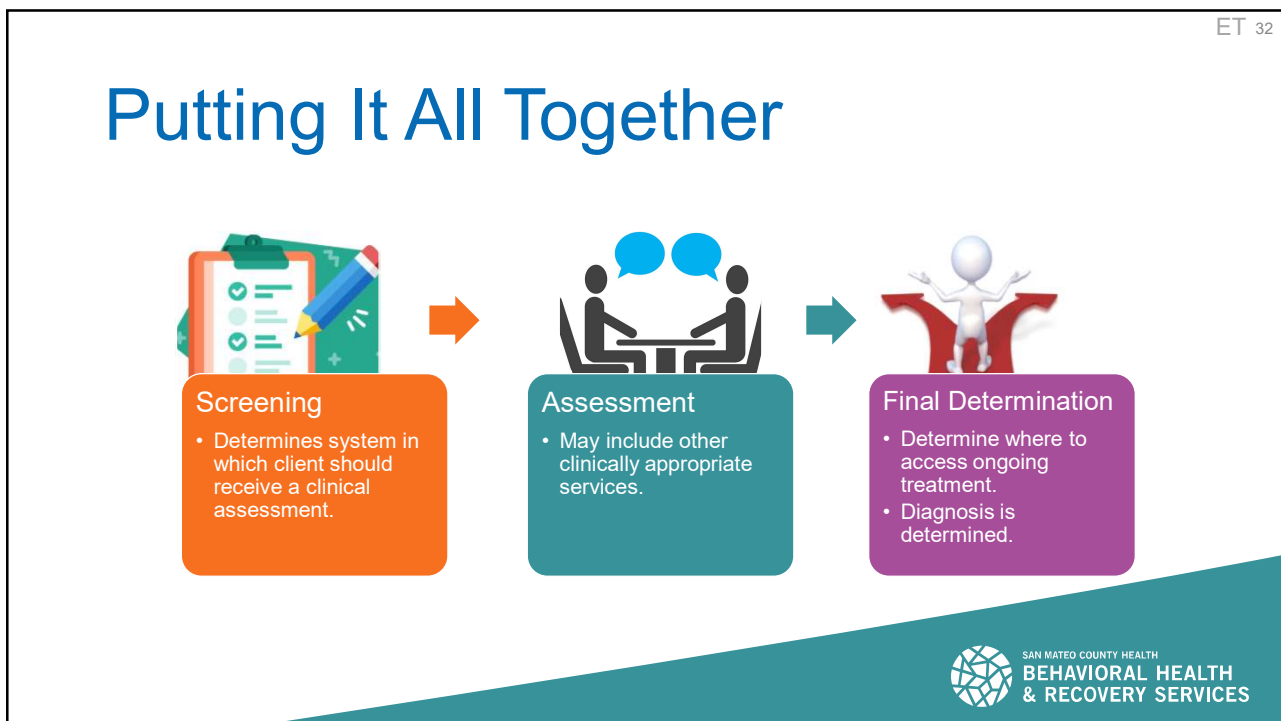 ET 32
Putting It All Together
Screening
• Determines system in
which client should
receive a clinical
assessment.
Assessment
• May include other
clinically appropriate
services.
Final Determination
• Determine where to
access ongoing
treatment.
• Diagnosis is
determined.
SAN MATEO COUNTY HEALTH
BEHAVIORAL HEALTH
& RECOVERY SERVICES